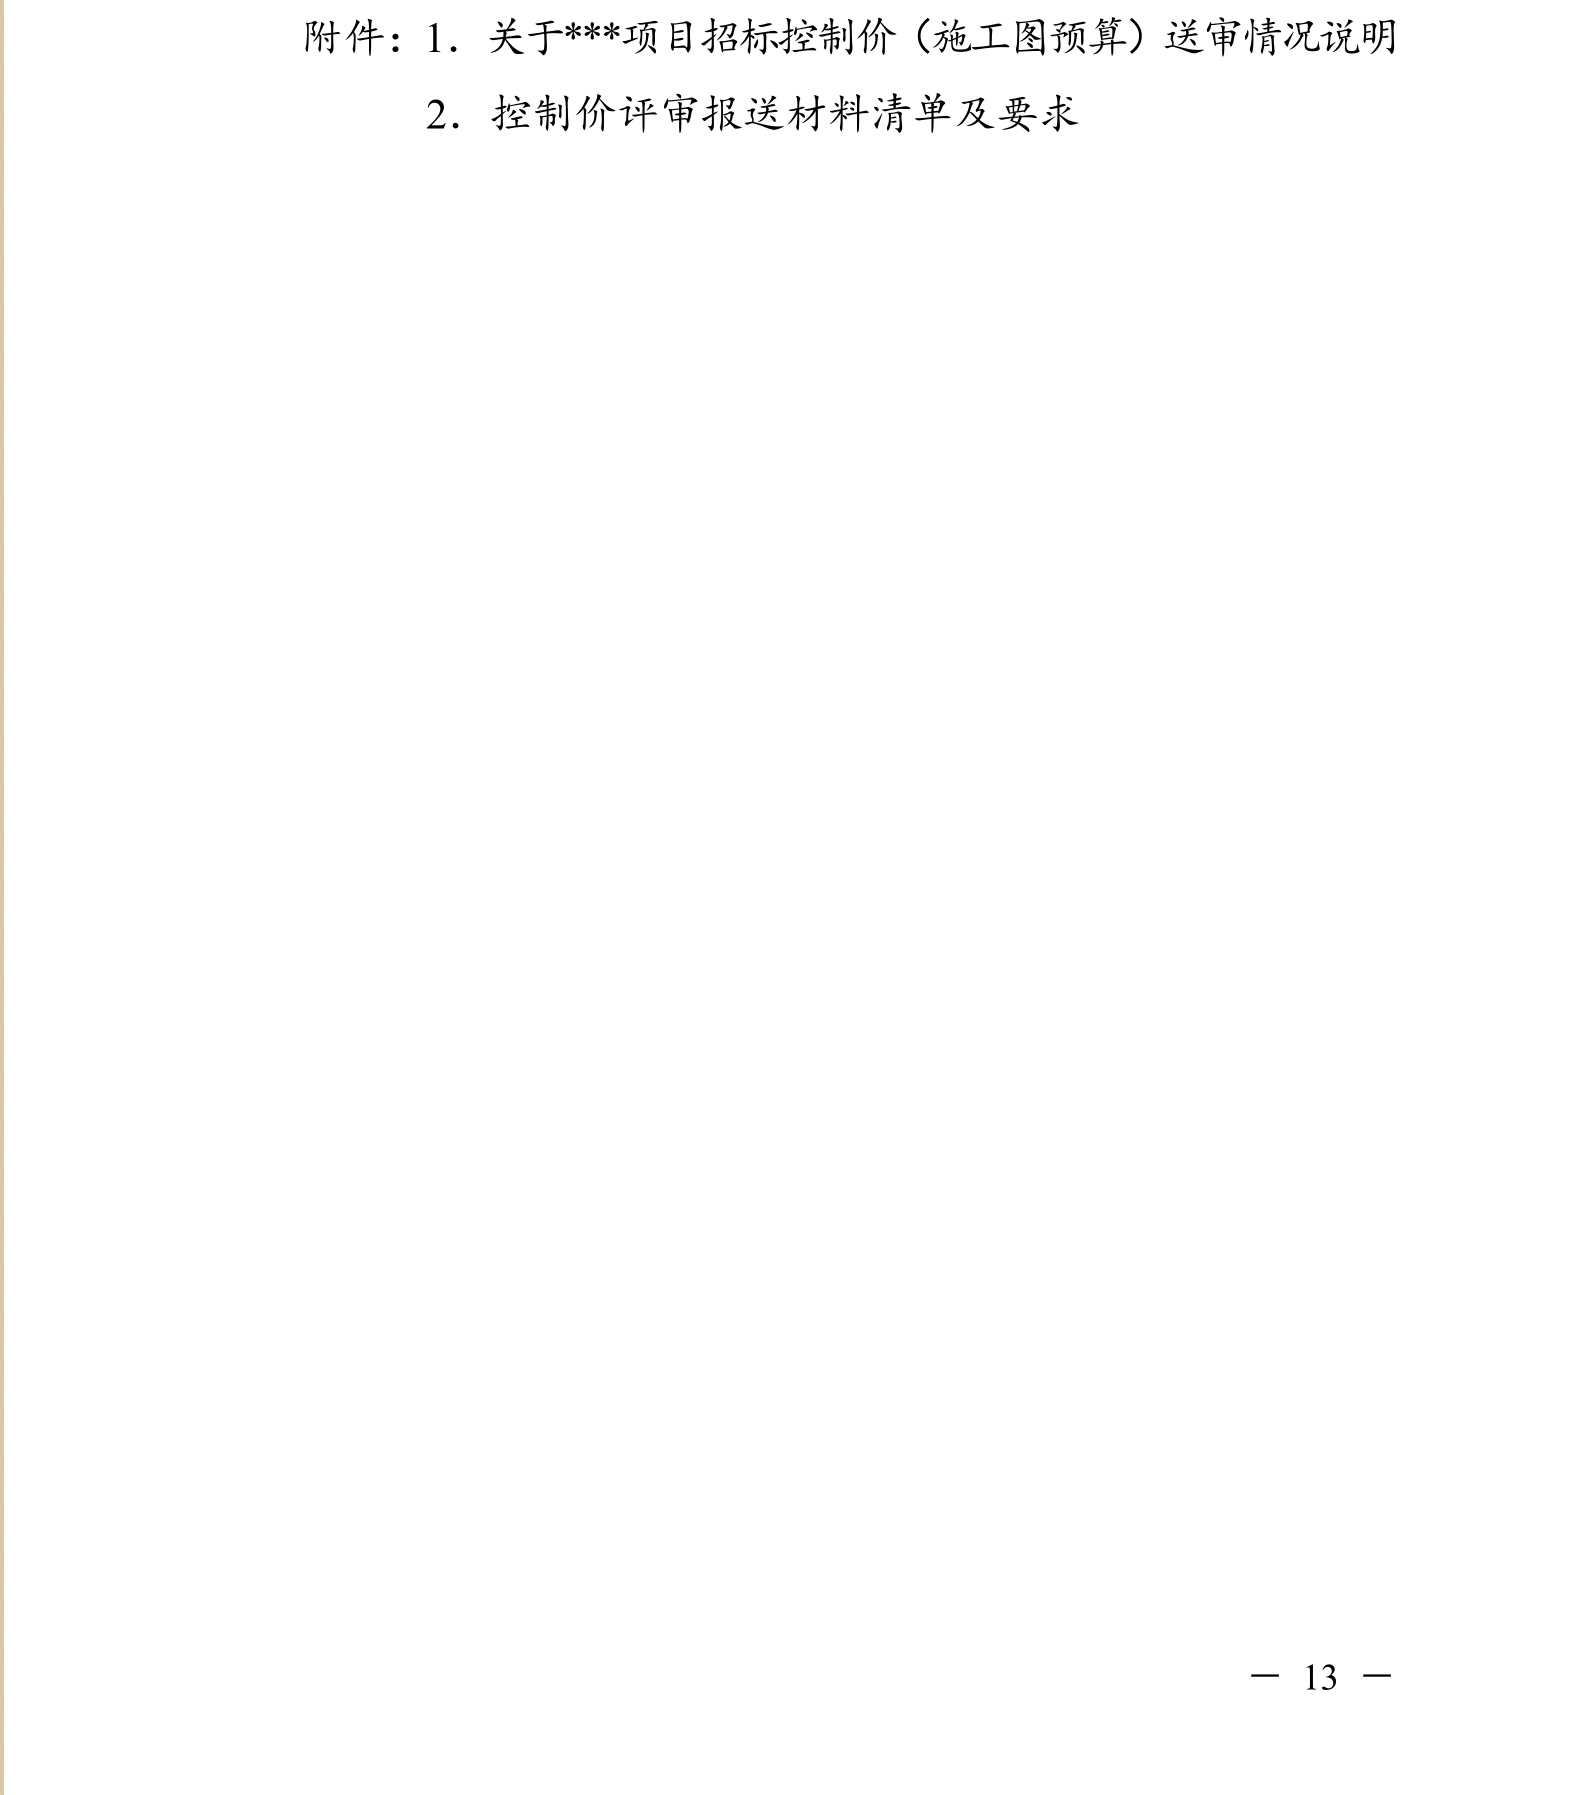 附件：1．关于***项目招标控制价（施工图预算）送审情况说明
2．控制价评审报送材料清单及要求
－ 13 －